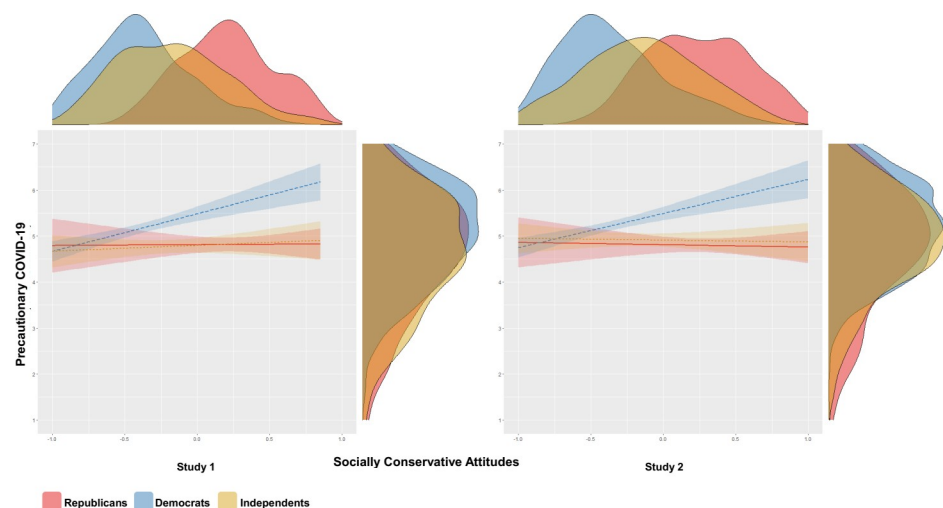 7
7
6
6
5
5
4
4
3
3
2
2
1
1
Precautionary COVID-19
-1.0 -0.5 0.0 0.5 1.0
-1.0 -0.5 0.0 0.5 1.0
Study 1
Socially Conservative Attitudes
Study 2
Republicans Democrats Independents